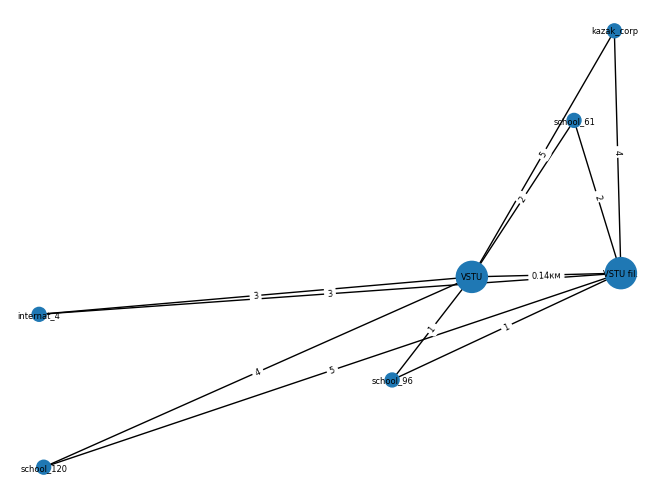 kazak_corp
school_61
5
4
2
2
VSTU
0.14км
VSTU fil
3
3
internat_4
1
1
4
5
school_96
school_120